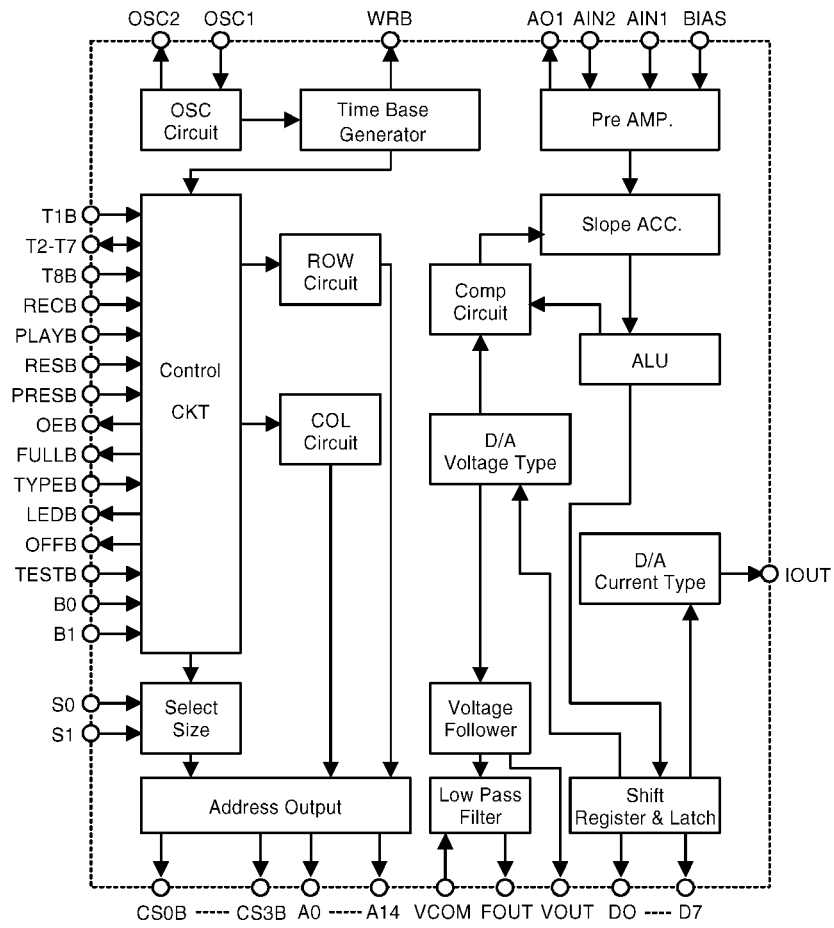 OSC2 OSC1 WRB AO1 AIN2 AIN1 BIAS
OSC
Circuit
Time Base
Generator
Pre AMP.
T1B
T2-T7
T8B
RECB
PLAYB
RESB
PRESB
OEB
FULLB
TYPEB
LEDB
OFFB
TESTB
B0
B1
S0
S1
Control
CKT
ROW
Circuit
COL
Circuit
Slope ACC.
Comp
Circuit
ALU
D/A
Voltage Type
D/A
Current Type
IOUT
Select
Size
Voltage
Follower
Address Output
Low Pass
Filter
Shift
Register & Latch
CS0B ----- CS3B A0 ----- A14 VCOM FOUT VOUT DO ---- D7